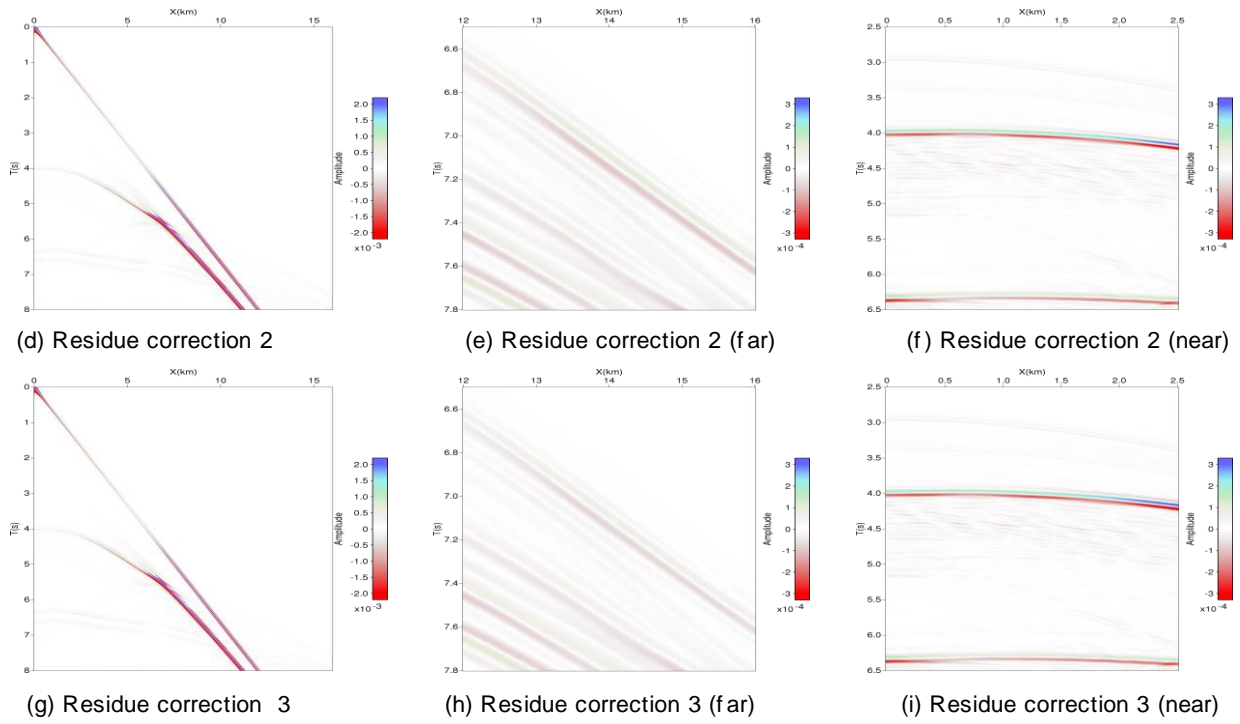 X(km)
0 5 10 15
0
1
2
3
4
5
6
7
8
T(s)
2.0
1.5
1.0
0.5
0
-0.5
-1.0
-1.5
-2.0
x10 -3
Amplitude
(d) Residue correction 2
X(km)
12 13 14 15 16
6.6
6.8
7.0
7.2
7.4
7.6
7.8
T(s)
3
2
1
0
-1
-2
-3
x10 -4
Amplitude
(e) Residue correction 2 (far)
X(km)
0 0.5 1.0 1.5 2.0 2.5
2.5
3.0
3.5
4.0
4.5
5.0
5.5
6.0
6.5
T(s)
3
2
1
0
-1
-2
-3
x10 -4
Amplitude
(f) Residue correction 2 (near)
X(km)
0 5 10 15
0
1
2
3
4
5
6
7
8
T(s)
2.0
1.5
1.0
0.5
0
-0.5
-1.0
-1.5
-2.0
x10 -3
Amplitude
(g) Residue correction 3
X(km)
12 13 14 15 16
6.6
6.8
7.0
7.2
7.4
7.6
7.8
T(s)
3
2
1
0
-1
-2
-3
x10 -4
Amplitude
(h) Residue correction 3 (far)
X(km)
0 0.5 1.0 1.5 2.0 2.5
2.5
3.0
3.5
4.0
4.5
5.0
5.5
6.0
6.5
T(s)
3
2
1
0
-1
-2
-3
x10 -4
Amplitude
(i) Residue correction 3 (near)